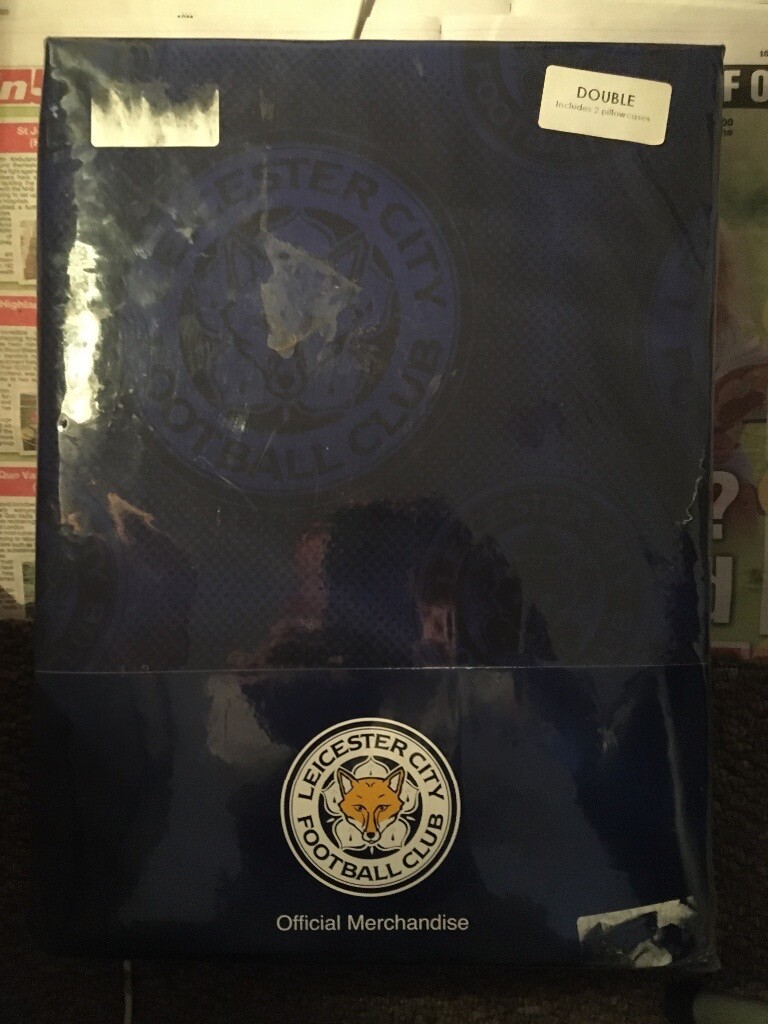 DOUBLE
Includes 2 pillowcases
LEICESTER CITY
FOOTBALL CLUB
LEICESTER CITY
FOOTBALL CLUB
Official Merchandise